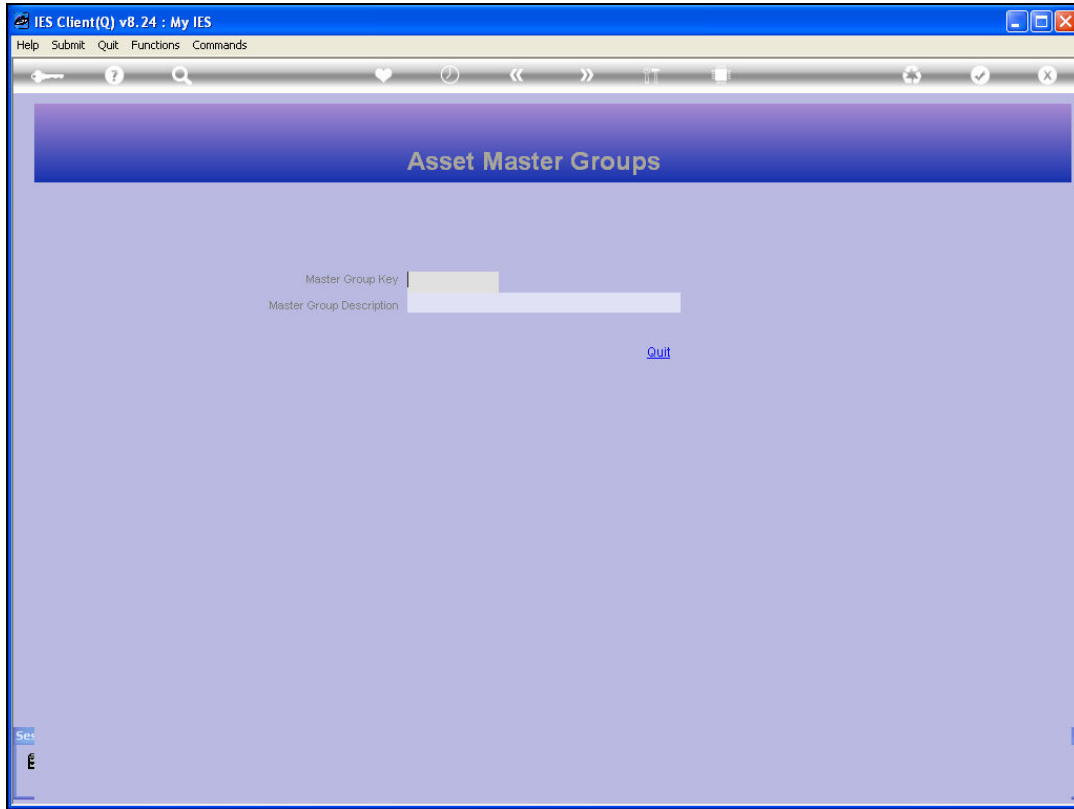 IES Client(Q) v8.24 : My IES
Help Submit Quit Functions Commands
Asset Master Groups
Master Group Key
Master Group Description
Quit
Ses